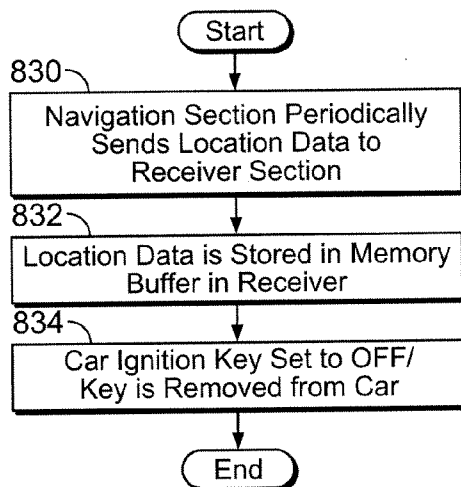 Start
830
Navigation Section Periodically
Sends Location Data to
Receiver Section
832
Location Data is Stored in Memory
Buffer in Receiver
834
Car Ignition Key Set to OFF/
Key is Removed from Car
End